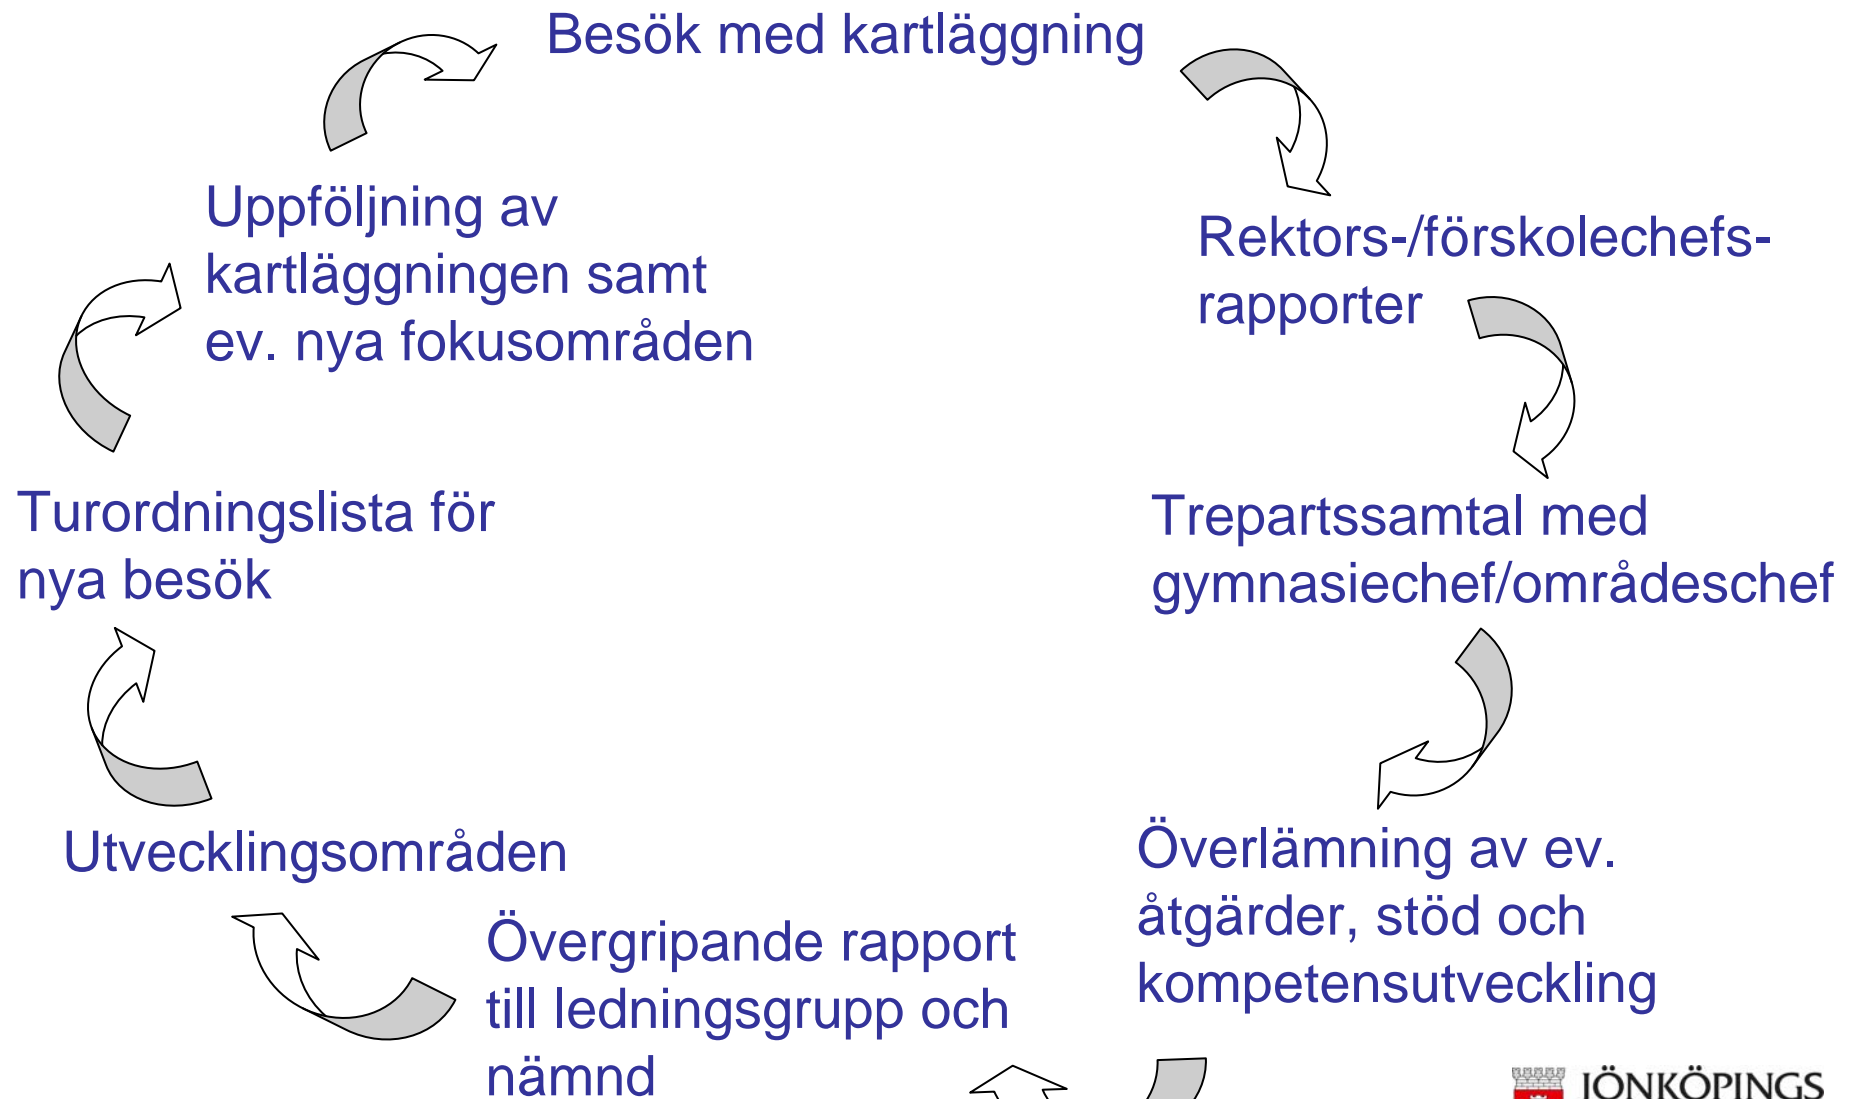 Besök med kartläggning
Rektors-/förskolechefs-
rapporter
Trepartssamtal med
gymnasiechef/områdeschef
Överlämning av ev.
åtgärder, stöd och
kompetensutveckling
Övergripande rapport
till ledningsgrupp och
nämnd
Utvecklingsområden
Turordningslista för
nya besök
Uppföljning av
kartläggningen samt
ev. nya fokusområden
JÖNKÖPINGS